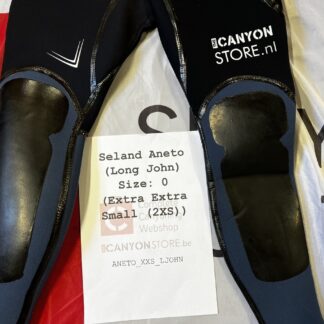 CANYON
STORE.nl
Seland Aneto
(Long John)
Size: 0
(Extra Extra
Small (2XS))
Webshop
CANYONSTORE.be
ANETO_XXS_LJOHN